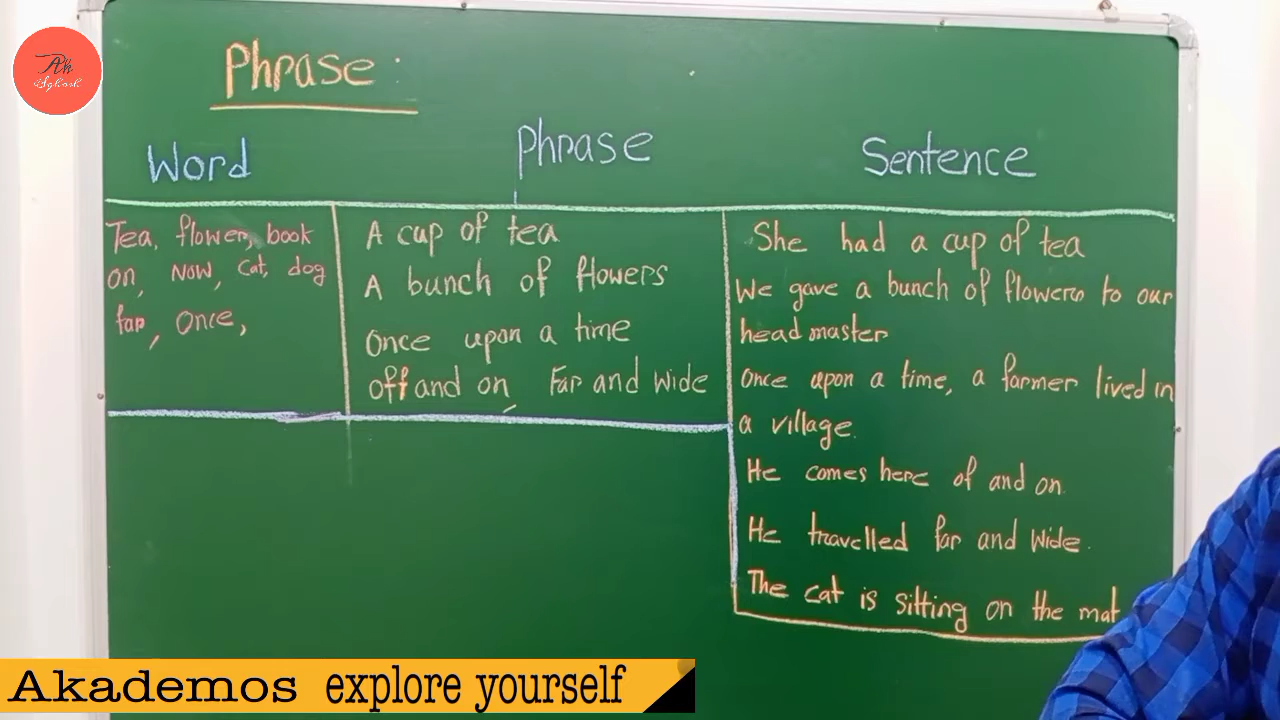 Phrase:
Word
Phrase
Sentence
Tea, flower, book
on, Now, Cat, dog
far, Once,
A cup of tea
A bunch of flowers
Once upon a time
off and on, Far and Wide
She had a cup of tea
We gave a bunch of flowers to our
head master
Once upon a time, a farmer lived in
a village.
He comes here of and on.
He travelled far and Wide.
The cat is sitting on the mat
Akademos explore yourself